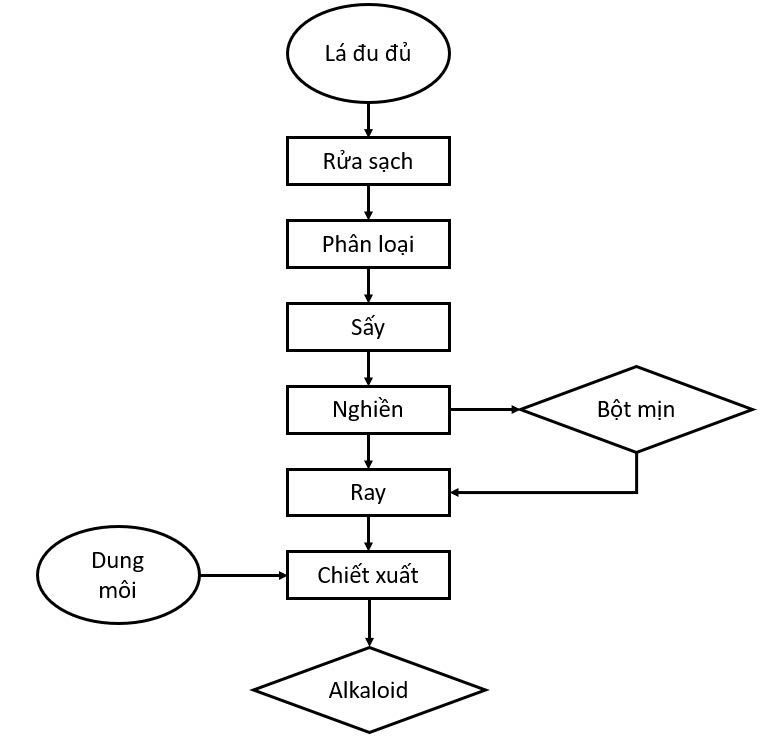 Lá đu đủ
Rửa sạch
Phân loại
Sấy
Nghiền
Bột mịn
Ray
Dung
môi
Chiết xuất
Alkaloid